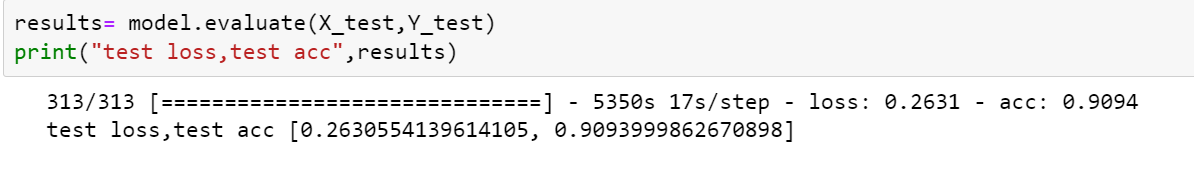 results= model.evaluate(X_test,Y_test)
print("test loss,test acc",results)
313/313 [==============================] - 5350s 17s/step - loss: 0.2631 - acc: 0.9094
test loss,test acc [0.2630554139614105, 0.9093999862670898]